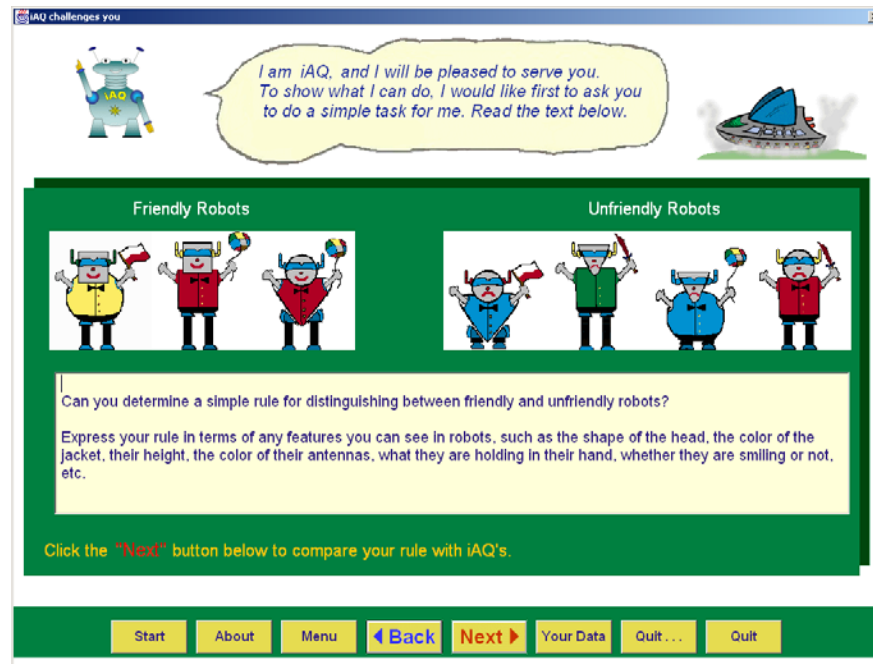 iAQ challenges you
I am iAQ, and I will be pleased to serve you.
To show what I can do, I would like first to ask you
to do a simple task for me. Read the text below.
iAQ
Friendly Robots
Unfriendly Robots
Can you determine a simple rule for distinguishing between friendly and unfriendly robots?
Express your rule in terms of any features you can see in robots, such as the shape of the head, the color of the
jacket, their height, the color of their antennas, what they are holding in their hand, whether they are smiling or not,
etc.
Click the "Next" button below to compare your rule with iAQ's.
Start
About
Menu
Back
Next
Your Data
Quit . . .
Quit